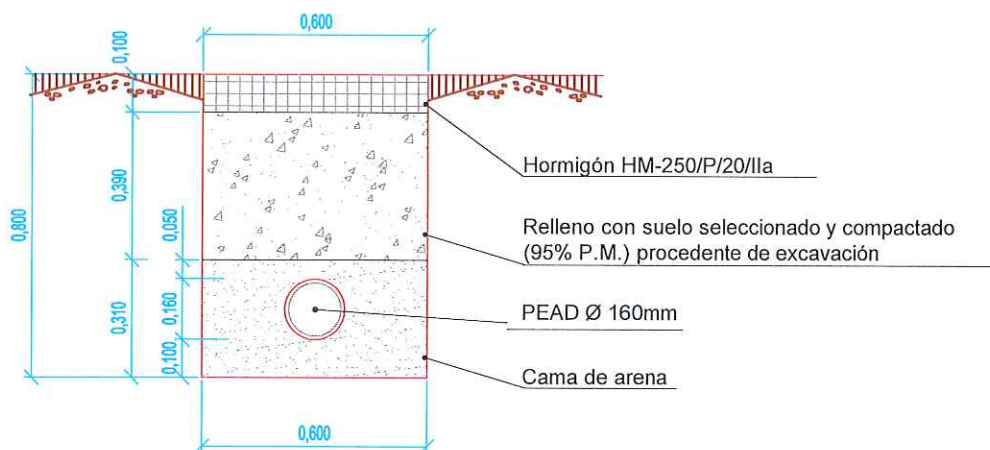 0,600
0,100
0,800
0,390
0,050
0,310
0,160
0,100
0,600
Hormigón HM-250/P/20/IIa
Relleno con suelo seleccionado y compactado
(95% P.M.) procedente de excavación
PEAD Ø 160mm
Cama de arena